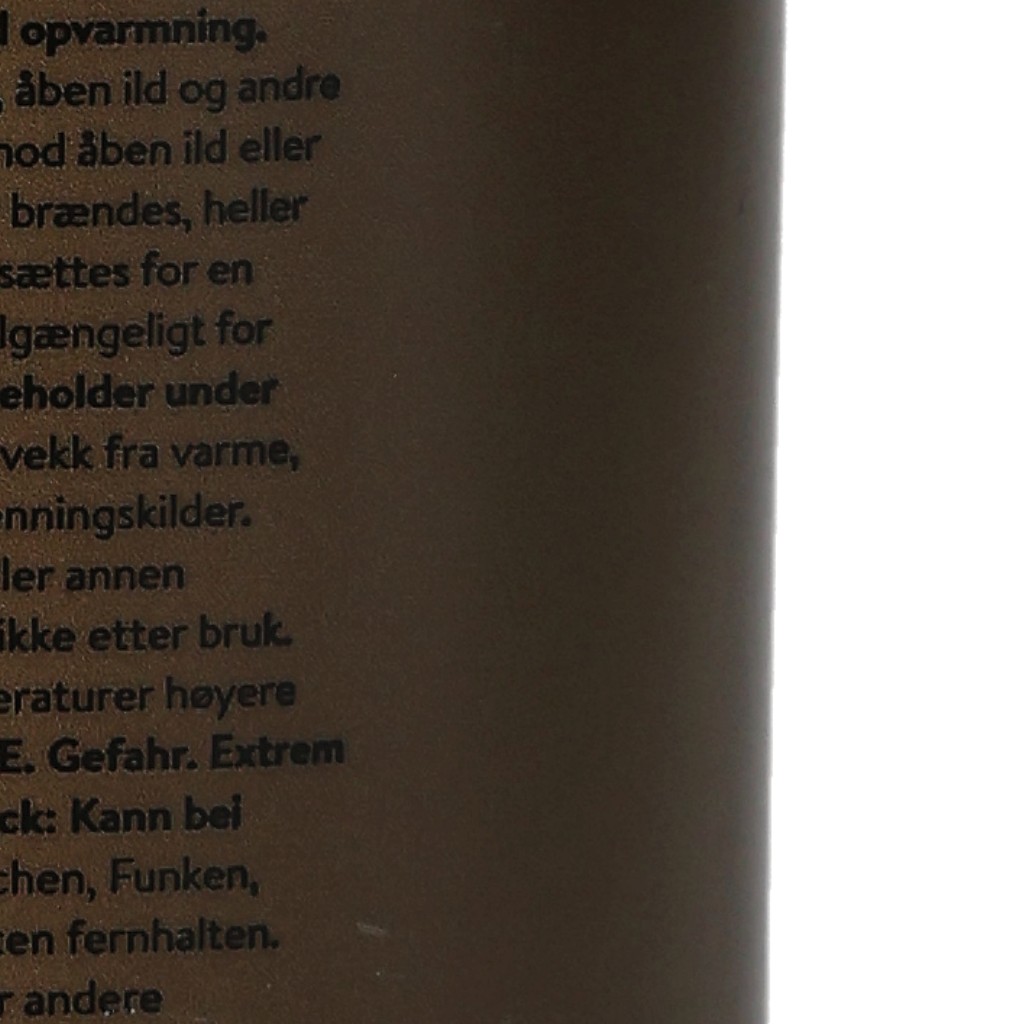 opvarmning.
, åben ild og andre
mod åben ild eller
brændes, heller
sættes for en
lgængeligt for
eholder under
vekk fra varme,
enningskilder.
ller annen
ikke etter bruk.
eraturer høyere
E. Gefahr. Extrem
ck: Kann bei
chen, Funken,
ten fernhalten.
r andere